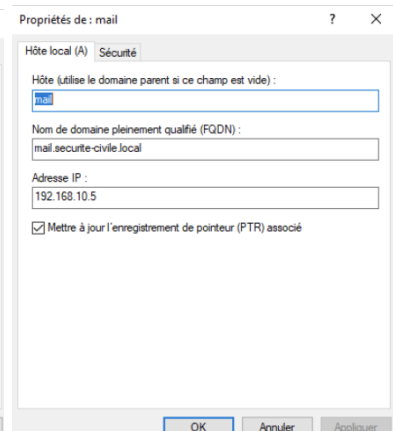 Propriétés de : mail
? ×
Hôte local (A) Sécurité
Hôte (utilise le domaine parent si ce champ est vide) :
mail
Nom de domaine pleinement qualifié (FQDN) :
mail.securite-civile.local
Adresse IP :
192.168.10.5
Mettre à jour l'enregistrement de pointeur (PTR) associé
OK Annuler Appliquer